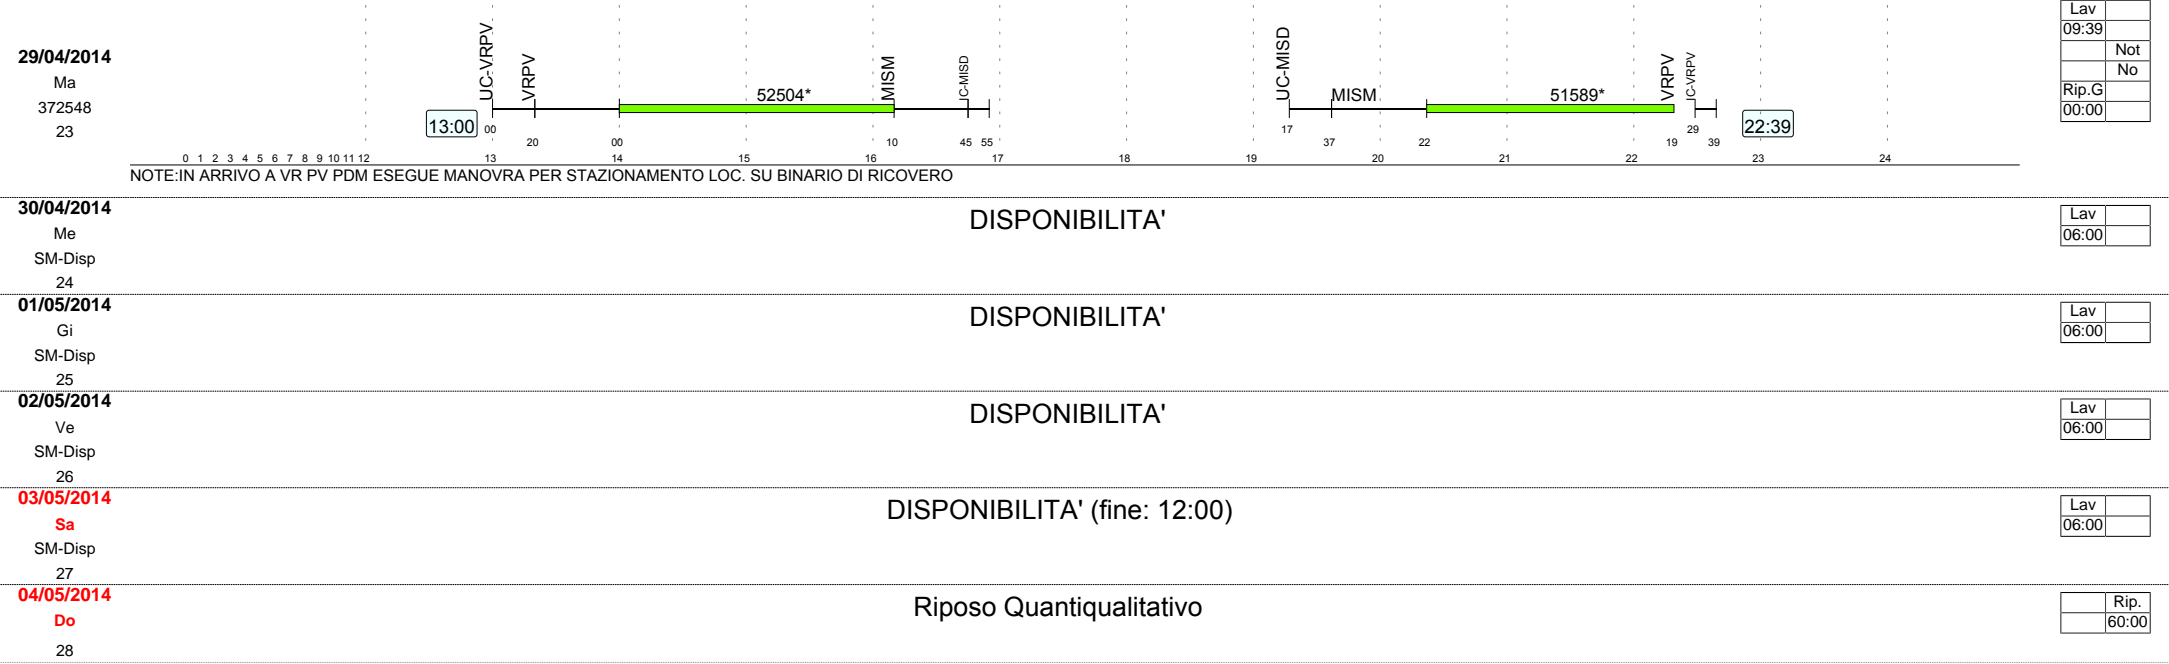 Lav
09:39
Not
No
Rip.G
00:00
29/04/2014
Ma
372548
23
13:00
UC-VRPV
VRPV
52504*
MISM
UC-MISD
UC-MISD
MISM
51589*
VRPV
UC-VRPV
22:39
00 20 00 10 45 55 17 37 22 19 29 39
0 1 2 3 4 5 6 7 8 9 10 11 12 13 14 15 16 17 18 19 20 21 22 23 24
NOTE:IN ARRIVO A VR PV PDM ESEGUE MANOVRA PER STAZIONAMENTO LOC. SU BINARIO DI RICOVERO
30/04/2014
Me
SM-Disp
24
DISPONIBILITA'
Lav
06:00
01/05/2014
Gi
SM-Disp
25
DISPONIBILITA'
Lav
06:00
02/05/2014
Ve
SM-Disp
26
DISPONIBILITA'
Lav
06:00
03/05/2014
Sa
SM-Disp
27
DISPONIBILITA' (fine: 12:00)
Lav
06:00
04/05/2014
Do
28
Riposo Quantiqualitativo
Rip.
60:00